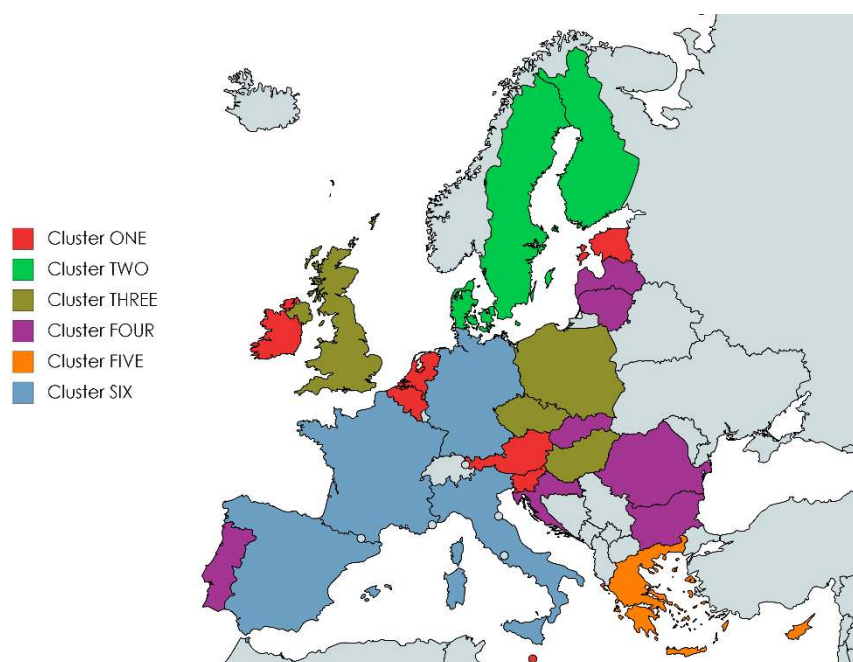 Cluster ONE
Cluster TWO
Cluster THREE
Cluster FOUR
Cluster FIVE
Cluster SIX